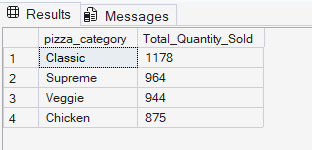 Results Messages
pizza_category Total_Quantity_Sold
1 Classic 1178
2 Supreme 964
3 Veggie 944
4 Chicken 875